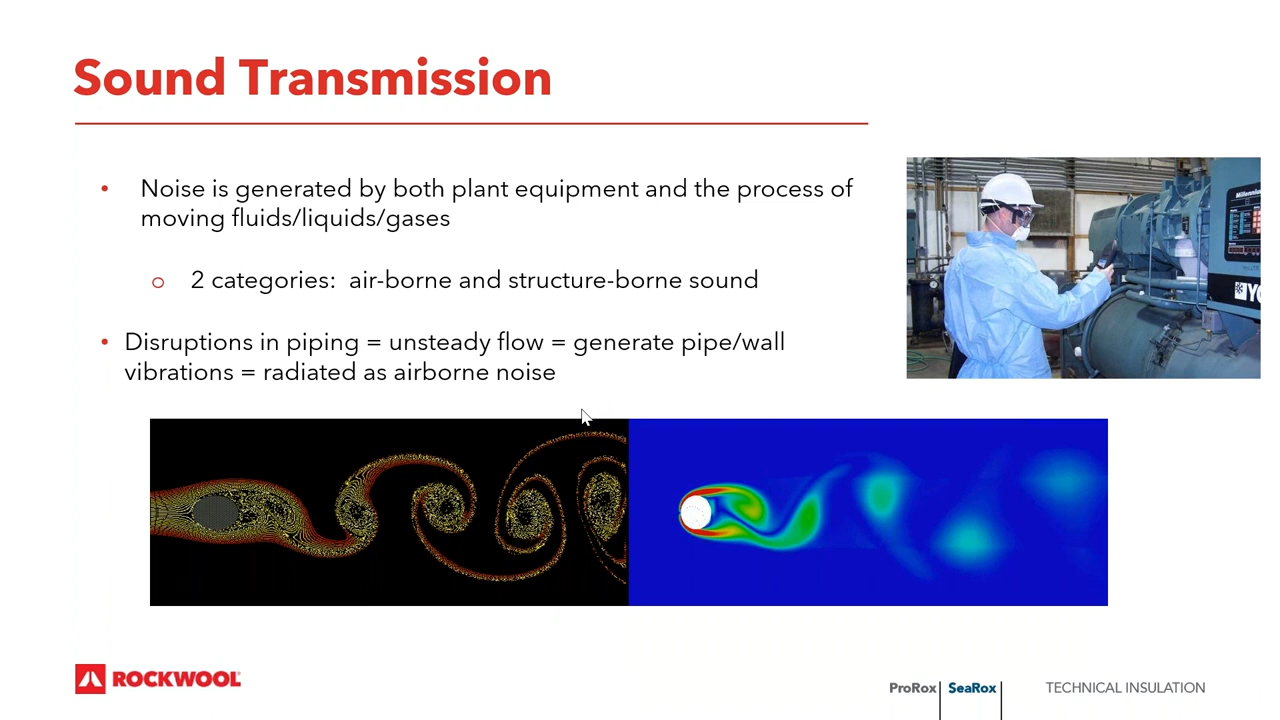 Sound Transmission
• Noise is generated by both plant equipment and the process of
moving fluids/liquids/gases
o 2 categories: air-borne and structure-borne sound
• Disruptions in piping = unsteady flow = generate pipe/wall
vibrations = radiated as airborne noise
ROCKWOOL
ProRox SeaRox TECHNICAL INSULATION